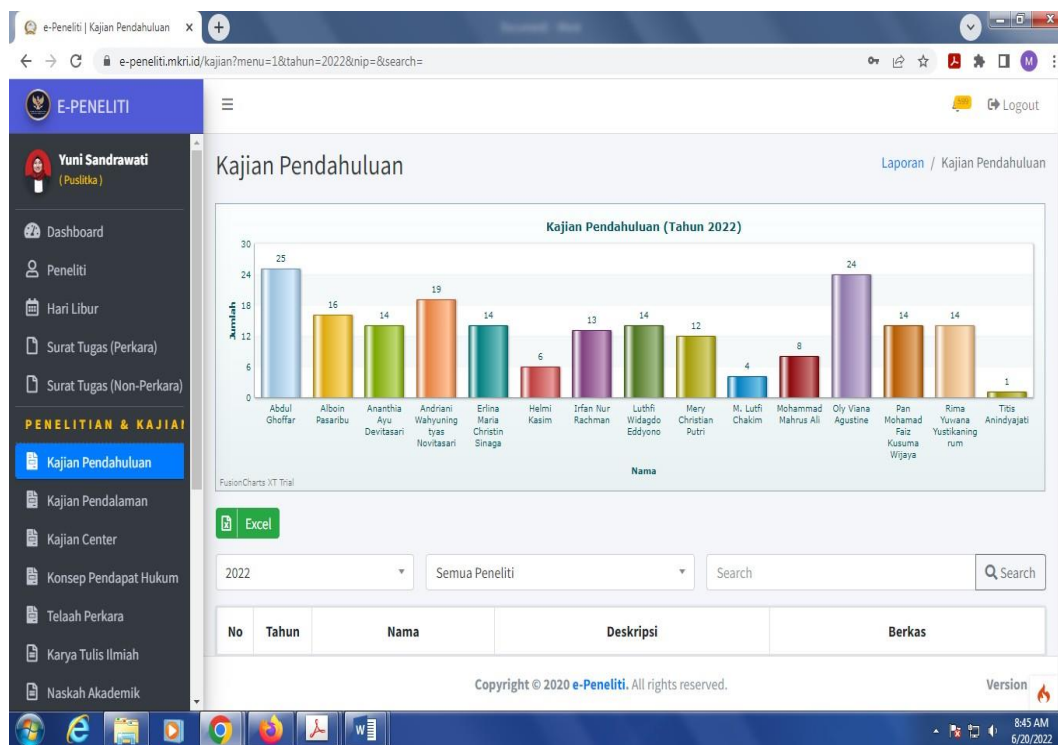 e-Peneliti | Kajian Pendahuluan
e-peneliti.mkri.id/kajian?menu=1&tahun=2022&nip=&search=
M
E-PENELITI
Logout
Yuni Sandrawati
(Puslitka)
Dashboard
Peneliti
Hari Libur
Surat Tugas (Perkara)
Surat Tugas (Non-Perkara)
PENELITIAN & KAJIAN
Kajian Pendahuluan
Kajian Pendalaman
Kajian Center
Konsep Pendapat Hukum
Telaah Perkara
Karya Tulis Ilmiah
Naskah Akademik
Kajian Pendahuluan
Laporan / Kajian Pendahuluan
Kajian Pendahuluan (Tahun 2022)
Jumlah
30
24
18
12
6
0
25
16
14
19
14
6
13
14
12
4
8
24
14
14
1
Abdul
Ghoffar
Alboin
Pasaribu
Ananthia
Ayu
Devitasari
Andriani
Wahyuning
tyas
Novitasari
Erlina
Maria
Christin
Sinaga
Helmi
Kasim
Irfan Nur
Rachman
Luthfi
Widagdo
Eddyono
Mery
Christian
Putri
M. Lutfi
Chakim
Mohammad
Mahrus Ali
Oly Viana
Agustine
Pan
Mohamad
Faiz
Kusuma
Wijaya
Rima
Yuwana
Yustikaning
rum
Titis
Anindyajati
Nama
FusionCharts XT Trial
Excel
2022
Semua Peneliti
Search
Search
No Tahun Nama Deskripsi Berkas
Copyright © 2020 e-Peneliti. All rights reserved.
Version
8:45 AM
6/20/2022